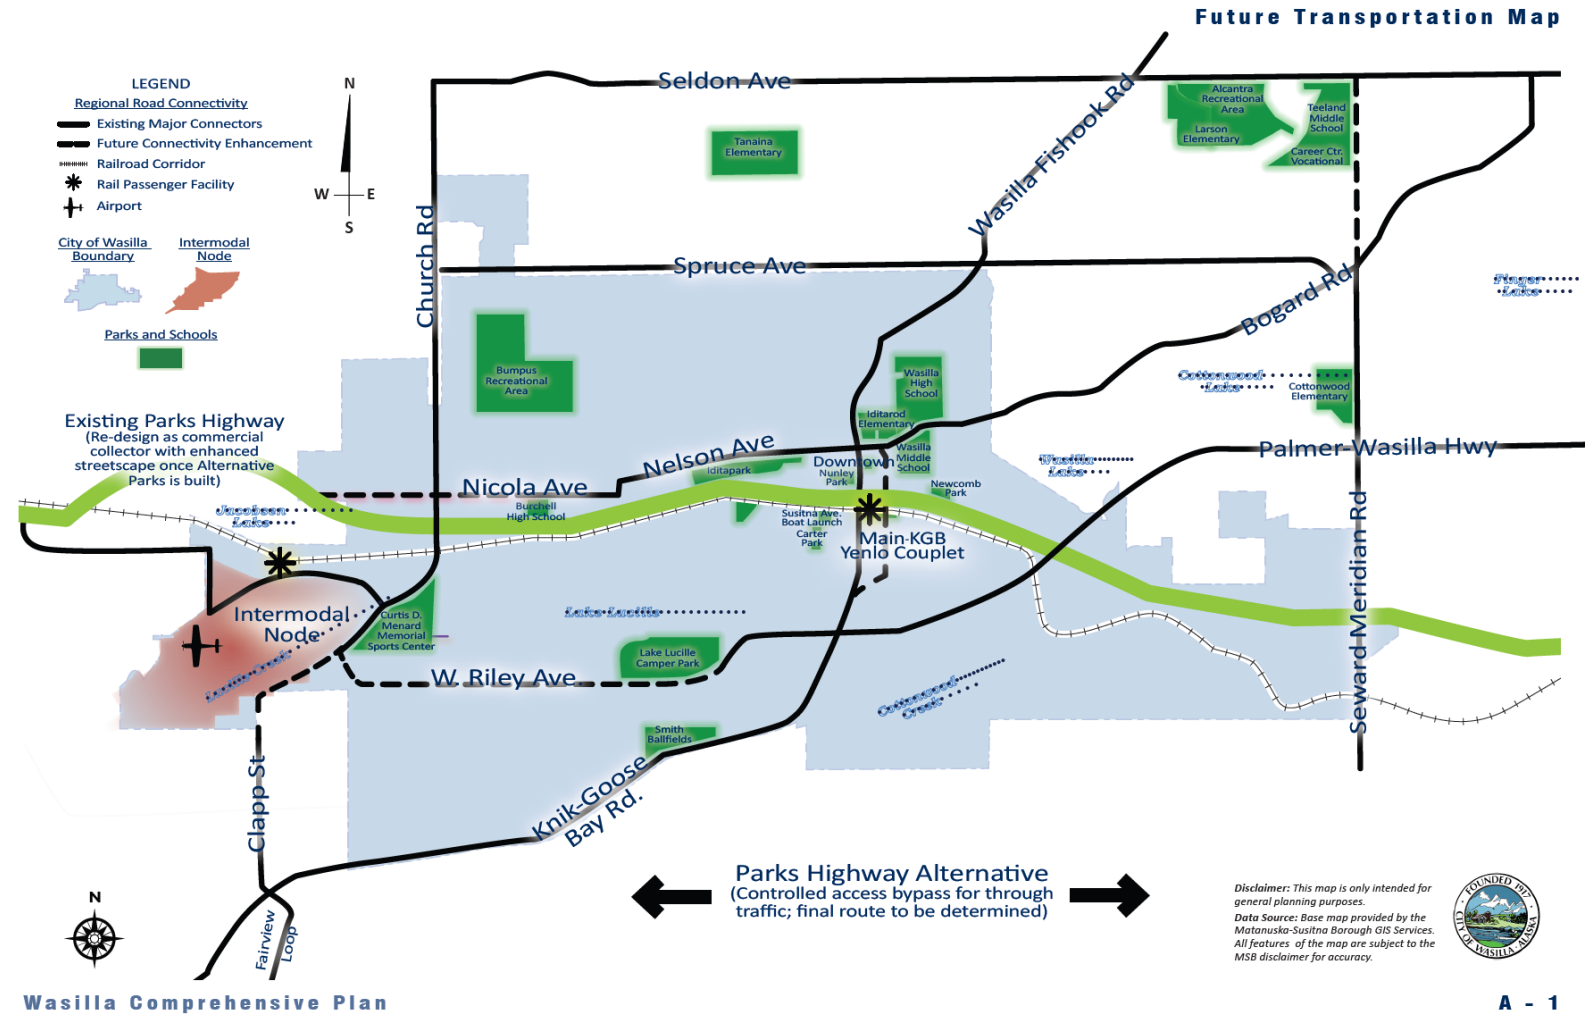 Future Transportation Map
LEGEND
Regional Road Connectivity
Existing Major Connectors
Future Connectivity Enhancement
Railroad Corridor
Rail Passenger Facility
Airport
City of Wasilla
Boundary
Intermodal
Node
Parks and Schools
N
W
E
S
Seldon Ave
Wasilla Fishook Rd
Alcantra
Recreational
Area
Larson
Elementary
Teeland
Middle
School
Career Ctr.
Vocational
Tanaina
Elementary
Church Rd
Spruce Ave
Bogard Rd
Finger
Lake
Bumpus
Recreational
Area
Wasilla
High
School
Cottonwood
Lake
Cottonwood
Elementary
Iditarod
Elementary
Existing Parks Highway
(Re-design as commercial
collector with enhanced
streetscape once Alternative
Parks is built)
Nelson Ave
Iditapark
Downtown
Nunley
Park
Wasilla
Middle
School
Wasilla
Lake
Palmer-Wasilla Hwy
Nicola Ave
Newcomb
Park
Jacobsen
Lake
Burchell
High School
Susitna Ave.
Boat Launch
Carter
Park
Main-KGB
Yenlo Couplet
Seward Meridian Rd
Intermodal
Node
Curtis D.
Menard
Memorial
Sports Center
Lake Lucille
Lucille Creek
Lake Lucille
Camper Park
W. Riley Ave
Cottonwood
Creek
Smith
Ballfields
Clapp St
Knik-Goose
Bay Rd.
Fairview
Loop
Parks Highway Alternative
(Controlled access bypass for through
traffic; final route to be determined)
Disclaimer: This map is only intended for
general planning purposes.
Data Source: Base map provided by the
Matanuska-Susitna Borough GIS Services.
All features of the map are subject to the
MSB disclaimer for accuracy.
FOUNDED 1917
CITY OF WASILLA · ALASKA
N
Wasilla Comprehensive Plan
A - 1